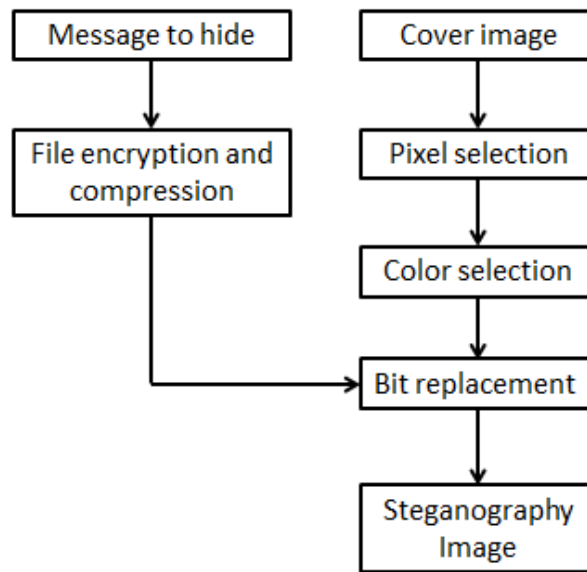 Message to hide
Cover image
File encryption and
compression
Pixel selection
Color selection
Bit replacement
Steganography
Image